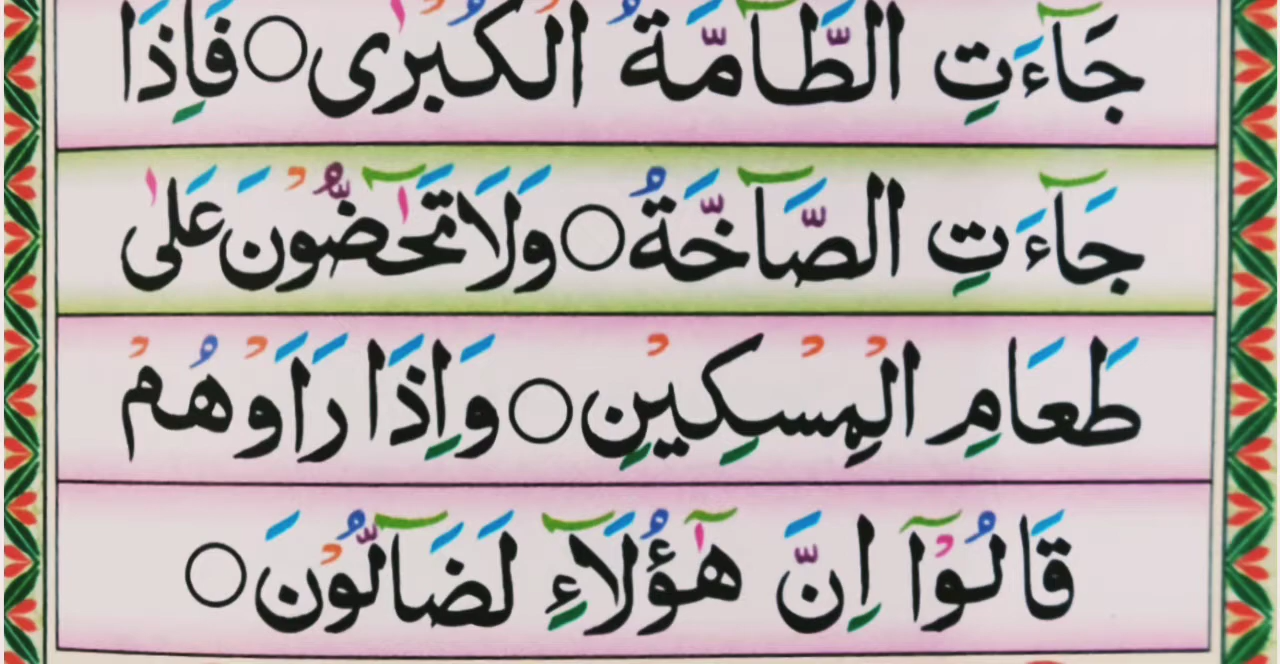 جَآءَتِ الطَّآمَّةُ الْكُبْرٰى ○ فَاِذَا
جَآءَتِ الصَّآخَّةُ ○ وَلَا تَحٰٓضُّوْنَ عَلٰى
طَعَامِ الْمِسْكِيْنِ ○ وَاِذَا رَاَوْهُمْ
قَالُوْٓا اِنَّ هٰٓؤُلَآءِ لَضَآلُّوْنَ ○